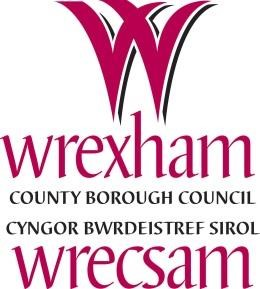 wrexham
COUNTY BOROUGH COUNCIL
CYNGOR BWRDEISTREF SIROL
wrecsam